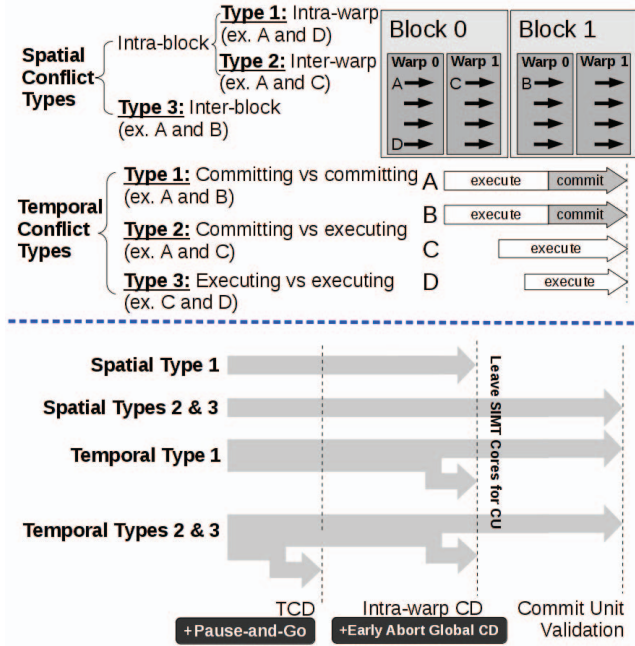 Spatial Conflict Types
Intra-block
Type 1: Intra-warp
(ex. A and D)
Type 2: Inter-warp
(ex. A and C)
Type 3: Inter-block
(ex. A and B)
Block 0
Block 1
Warp 0
Warp 1
Warp 0
Warp 1
A
C
B
D
Temporal Conflict Types
Type 1: Committing vs committing
(ex. A and B)
Type 2: Committing vs executing
(ex. A and C)
Type 3: Executing vs executing
(ex. C and D)
A
execute
commit
B
execute
commit
C
execute
D
execute
Spatial Type 1
Spatial Types 2 & 3
Temporal Type 1
Temporal Types 2 & 3
Leave SIMT Cores for CU
TCD
+Pause-and-Go
Intra-warp CD
+Early Abort Global CD
Commit Unit
Validation